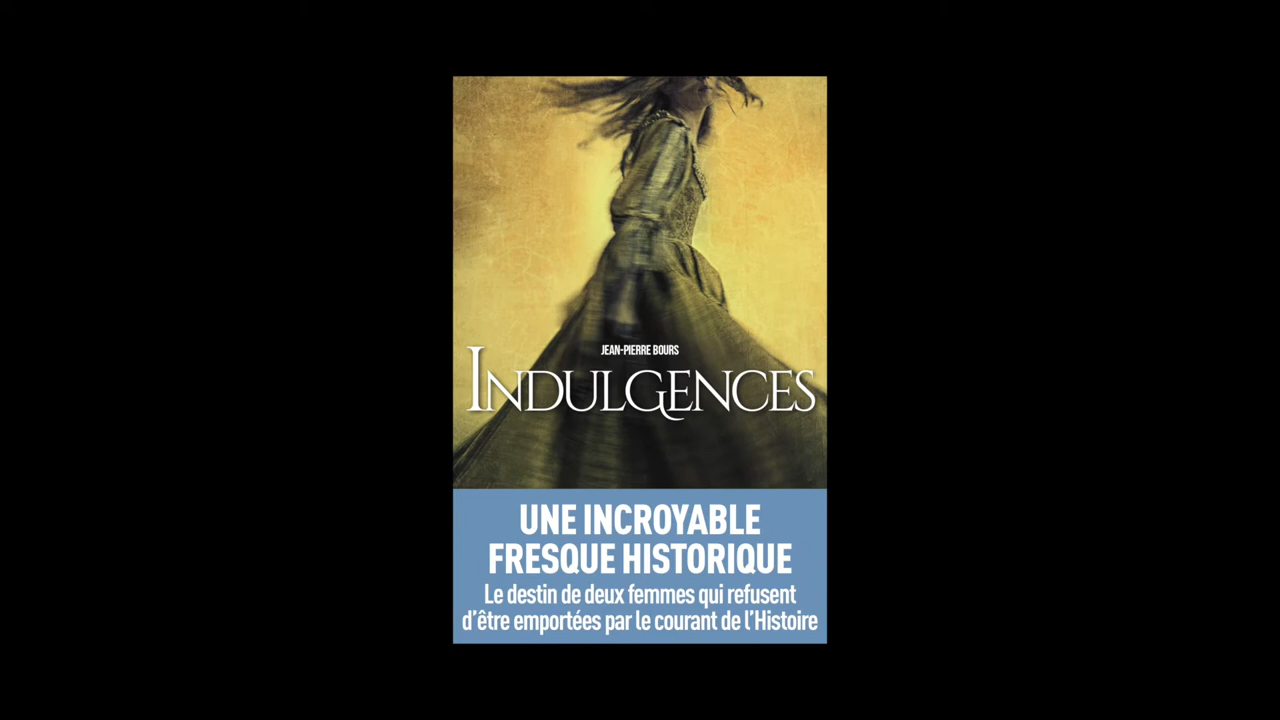 JEAN-PIERRE BOURS
INDULGENCES
UNE INCROYABLE
FRESQUE HISTORIQUE
Le destin de deux femmes qui refusent
d'être emportées par le courant de l'Histoire